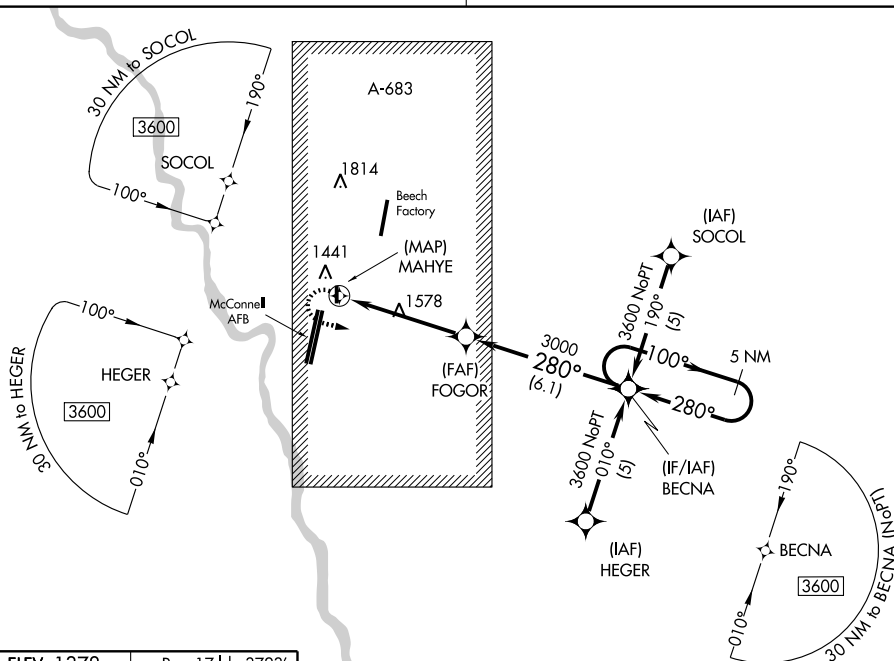 30 NM to SOCOL
190°
3600
SOCOL
100°
A-683
1814
Beech
Factory
1441
(MAP)
MAHYE
McConnell
AFB
1578
(FAF)
FOGOR
3000
280°
(6.1)
(IAF)
SOCOL
3600 NoPT
190°
(5)
100°
5 NM
280°
3600 NoPT
010°
(5)
(IF/IAF)
BECNA
(IAF)
HEGER
100°
HEGER
30 NM to HEGER
3600
010°
190°
BECNA
3600
30 NM to BECNA (NoPT)
010°